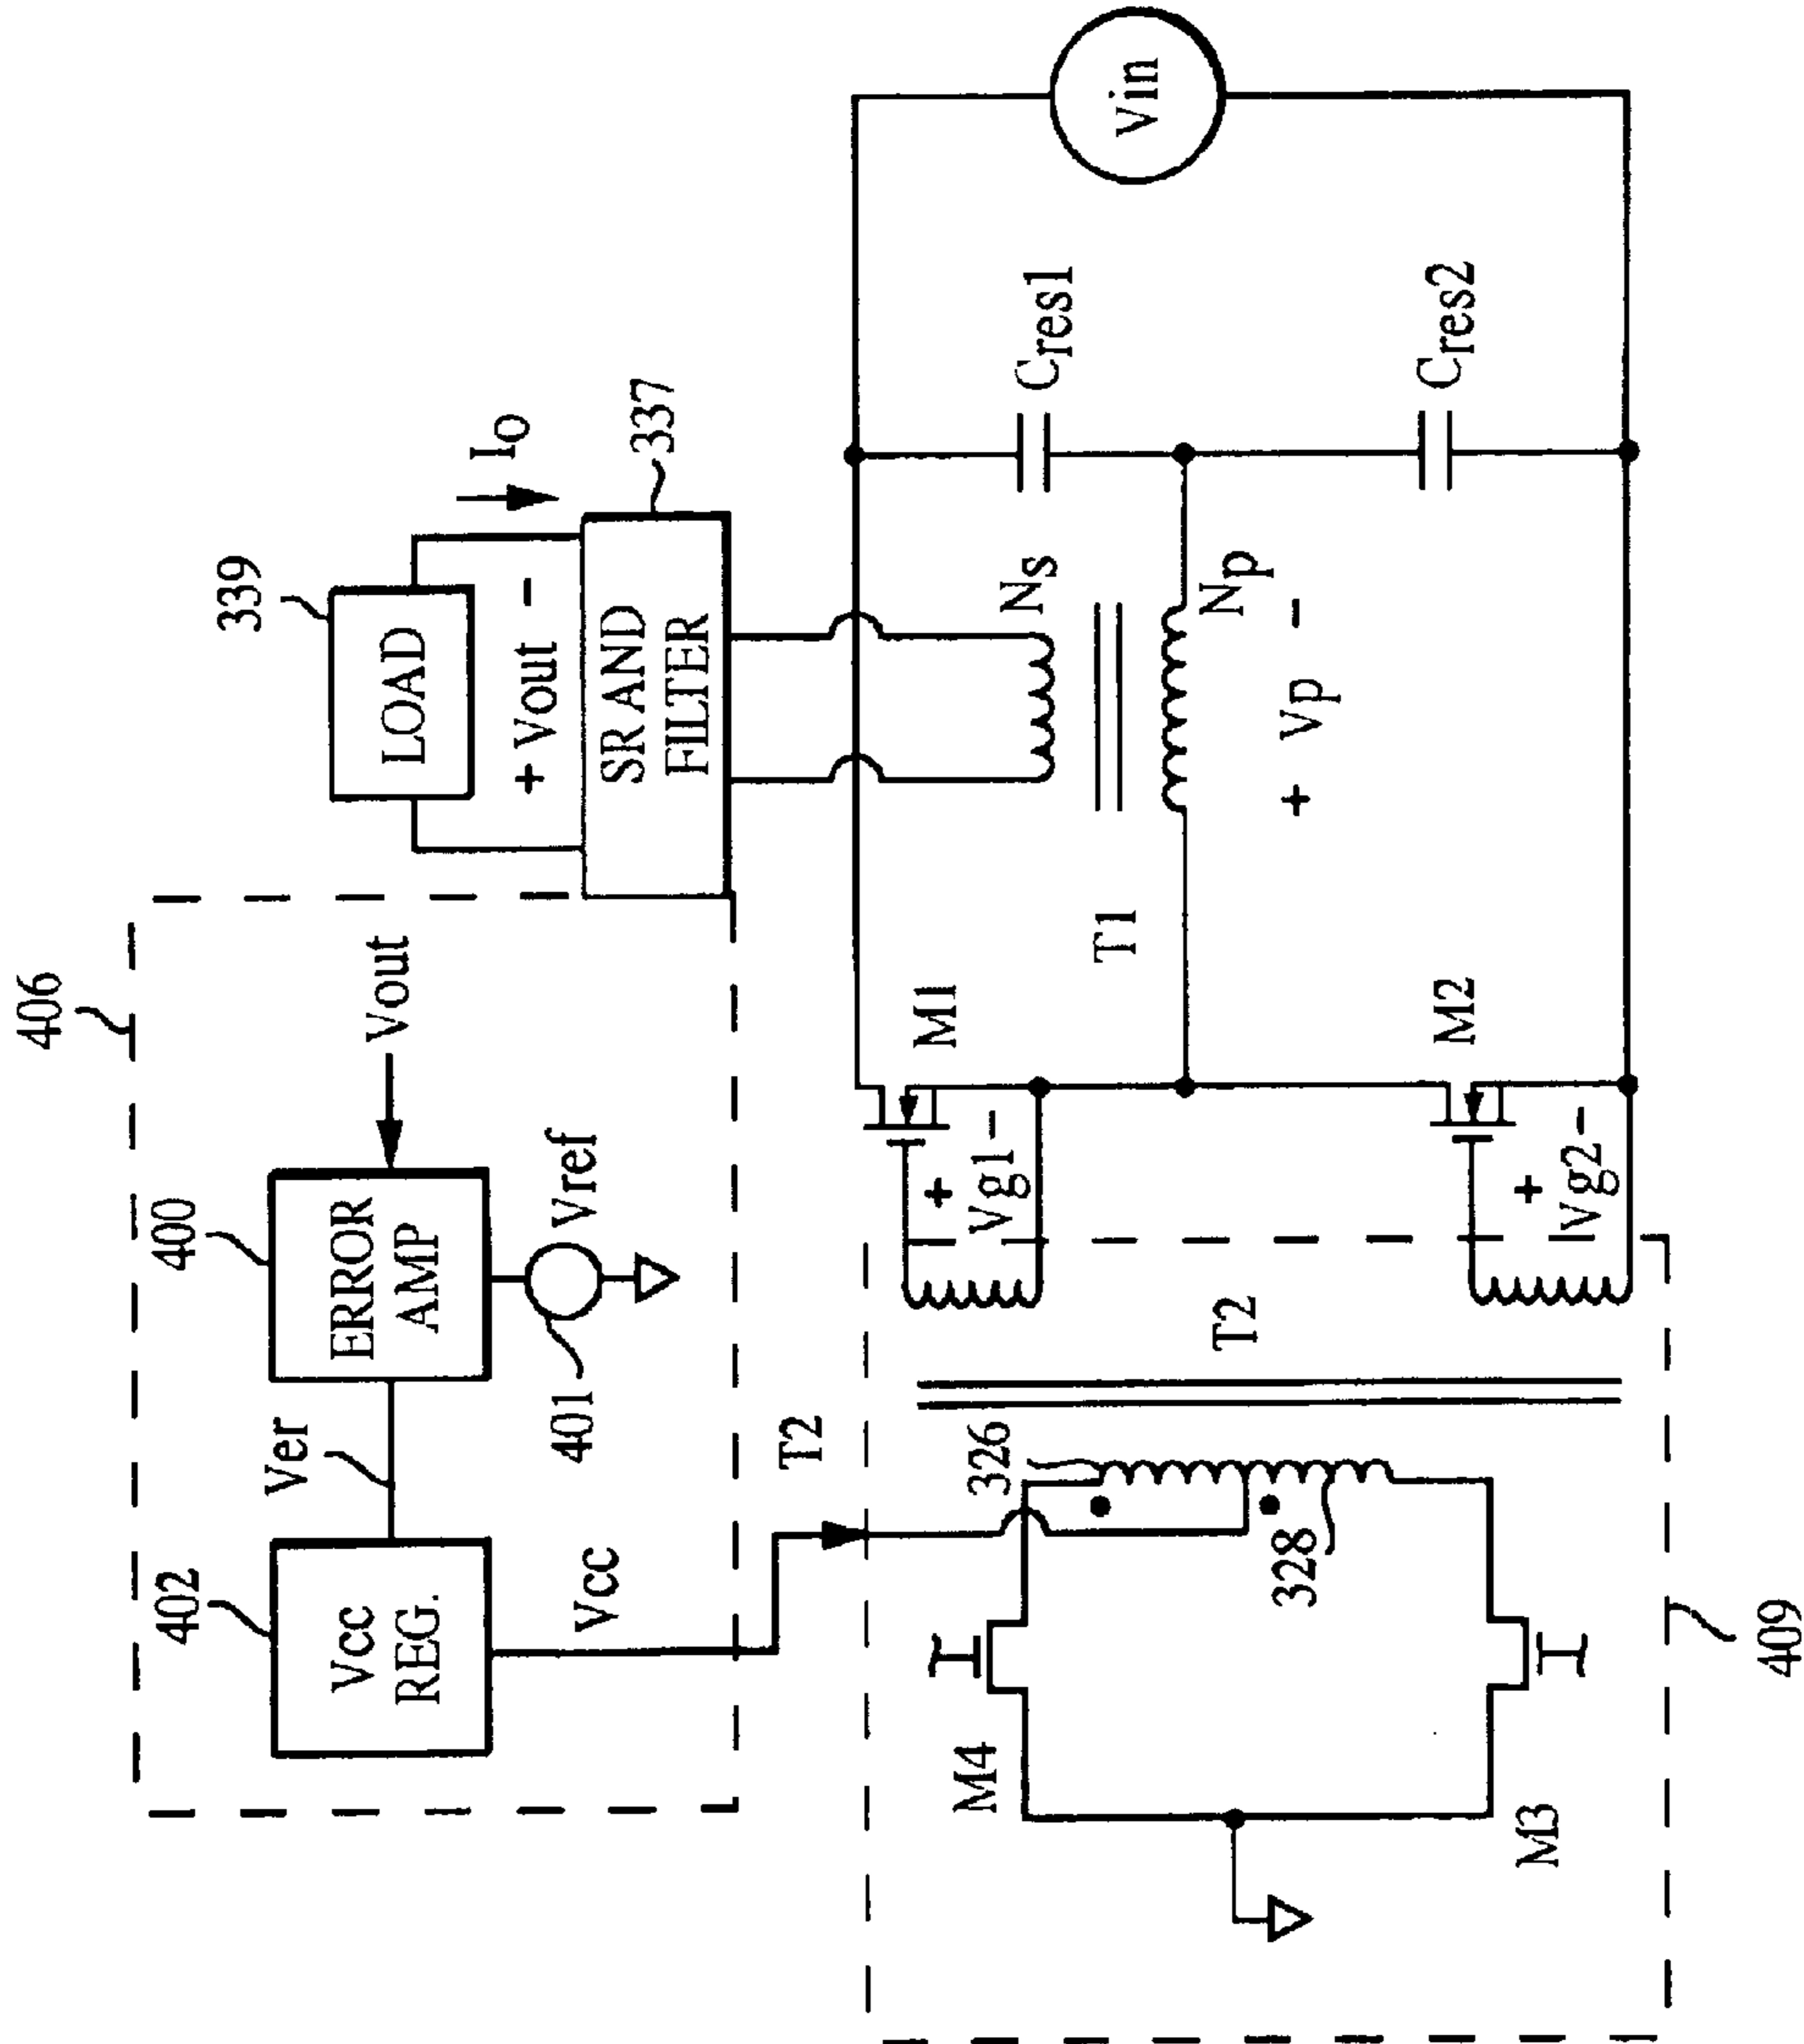 406
402
Vcc
REG.
Ver
400
ERROR
AMP
Vout
401
Vref
Vcc
T2
339
LOAD
+ Vout -
Io
SR AND
FILTER
337
M4
M3
326
328
T2
409
+
Vg1-
M1
+
Vg2-
M2
T1
Ns
Np
+ Vp -
Cres1
Cres2
Vin